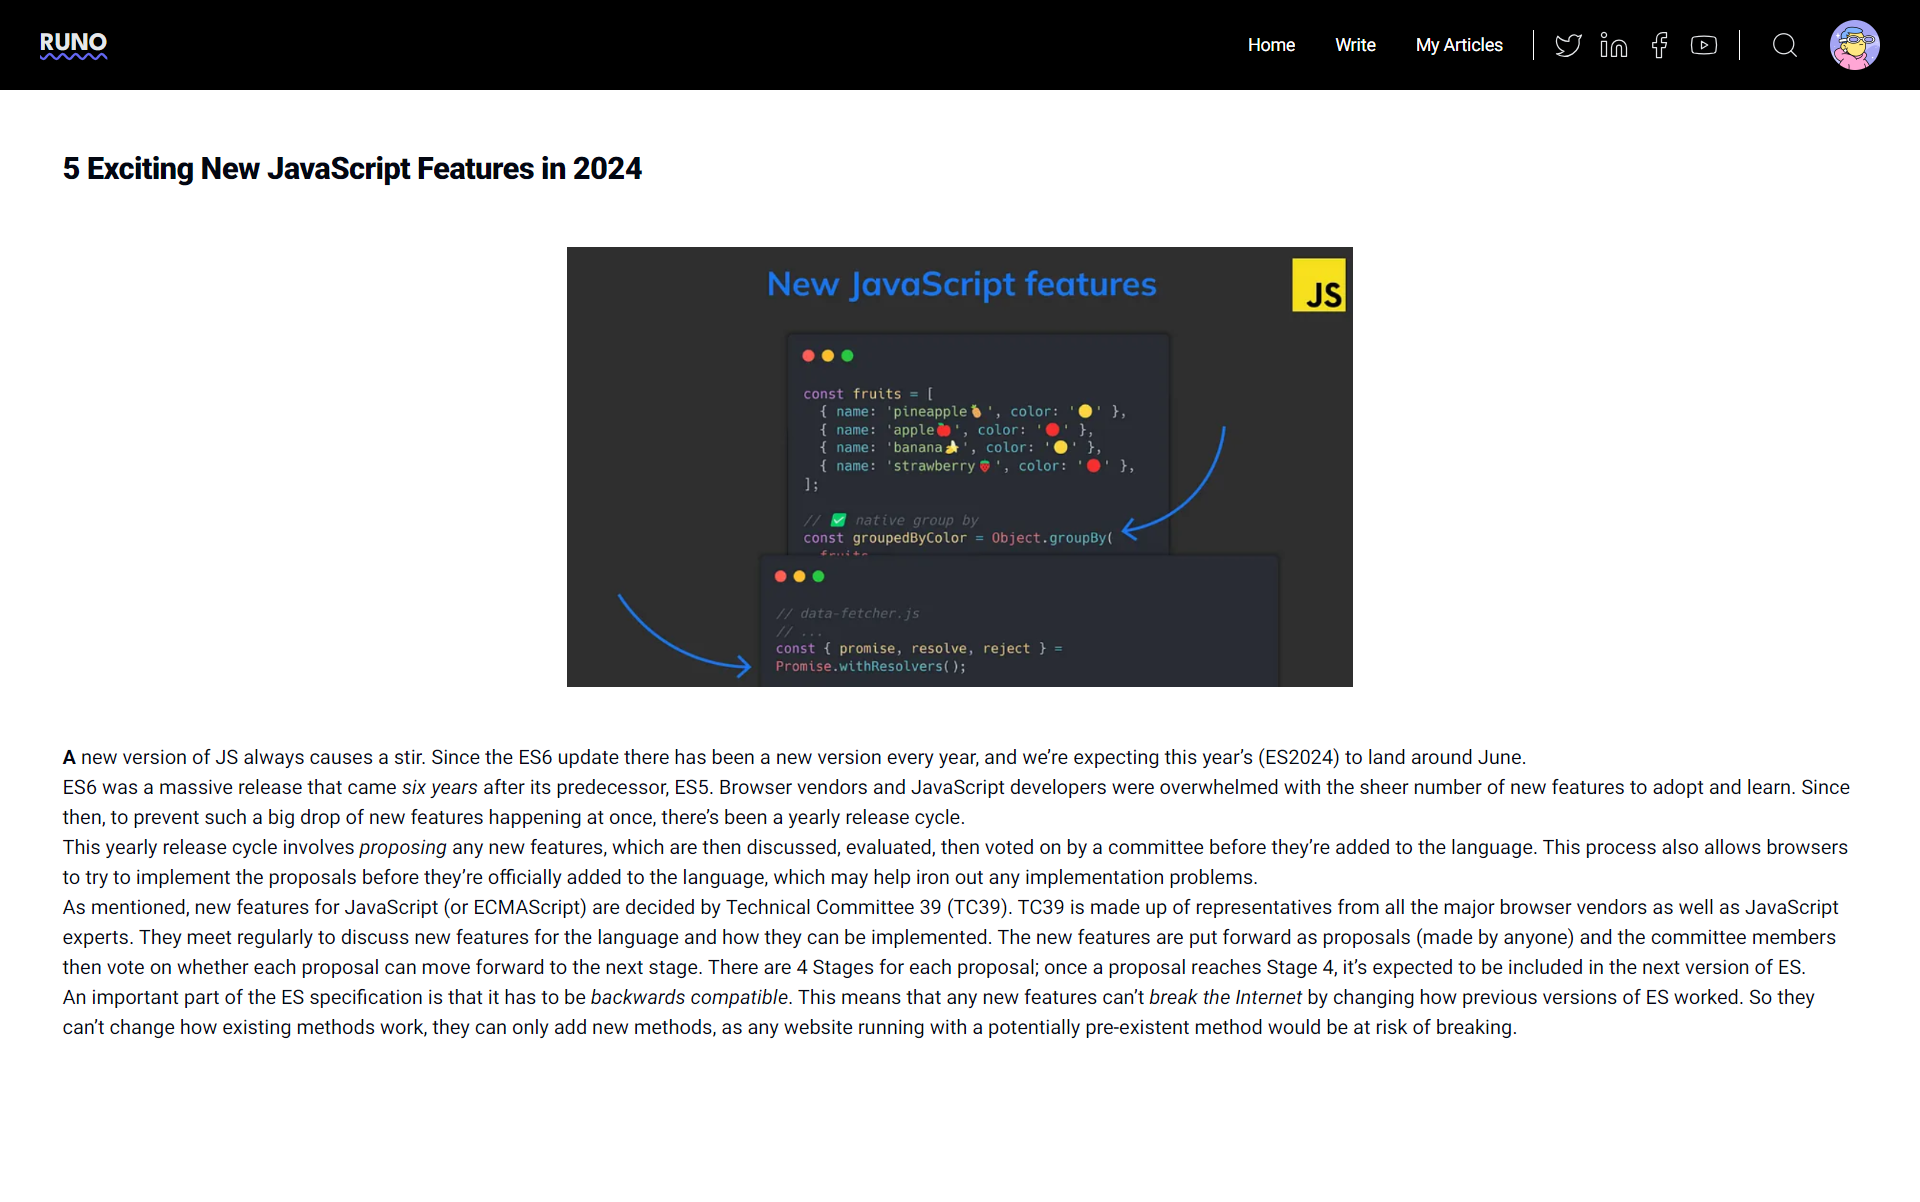 RUNO
Home
Write
My Articles
5 Exciting New JavaScript Features in 2024
New JavaScript features
JS
const fruits = [
{ name: 'pineapple🍍', color: '🟡' },
{ name: 'apple🍎', color: '🔴' },
{ name: 'banana🍌', color: '🟡' },
{ name: 'strawberry🍓', color: '🔴' },
];
// ✅ native group by
const groupedByColor = Object.groupBy(
fruits
// data-fetcher.js
// ...
const { promise, resolve, reject } =
Promise.withResolvers();
A new version of JS always causes a stir. Since the ES6 update there has been a new version every year, and we’re expecting this year’s (ES2024) to land around June.
ES6 was a massive release that came six years after its predecessor, ES5. Browser vendors and JavaScript developers were overwhelmed with the sheer number of new features to adopt and learn. Since
then, to prevent such a big drop of new features happening at once, there’s been a yearly release cycle.
This yearly release cycle involves proposing any new features, which are then discussed, evaluated, then voted on by a committee before they’re added to the language. This process also allows browsers
to try to implement the proposals before they’re officially added to the language, which may help iron out any implementation problems.
As mentioned, new features for JavaScript (or ECMAScript) are decided by Technical Committee 39 (TC39). TC39 is made up of representatives from all the major browser vendors as well as JavaScript
experts. They meet regularly to discuss new features for the language and how they can be implemented. The new features are put forward as proposals (made by anyone) and the committee members
then vote on whether each proposal can move forward to the next stage. There are 4 Stages for each proposal; once a proposal reaches Stage 4, it’s expected to be included in the next version of ES.
An important part of the ES specification is that it has to be backwards compatible. This means that any new features can’t break the Internet by changing how previous versions of ES worked. So they
can’t change how existing methods work, they can only add new methods, as any website running with a potentially pre-existent method would be at risk of breaking.